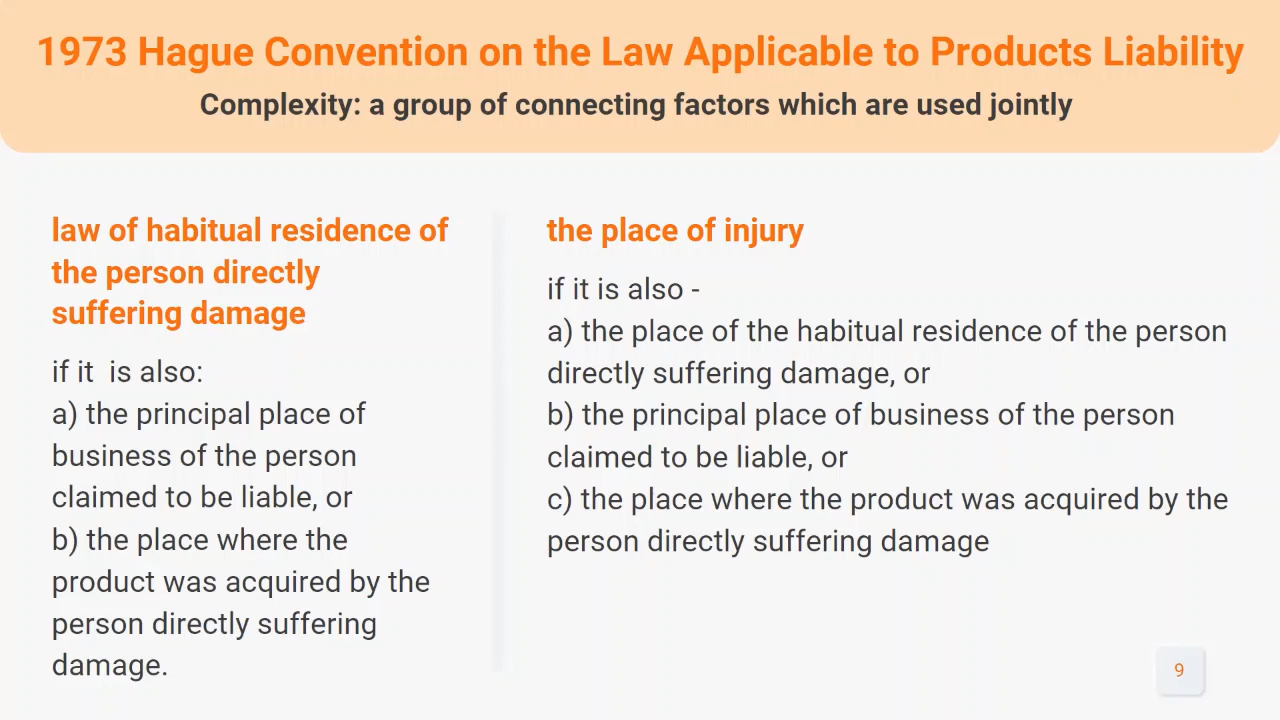 1973 Hague Convention on the Law Applicable to Products Liability
Complexity: a group of connecting factors which are used jointly
law of habitual residence of
the person directly
suffering damage
if it  is also:
a) the principal place of
business of the person
claimed to be liable, or
b) the place where the
product was acquired by the
person directly suffering
damage.
the place of injury
if it is also -
a) the place of the habitual residence of the person
directly suffering damage, or
b) the principal place of business of the person
claimed to be liable, or
c) the place where the product was acquired by the
person directly suffering damage
9